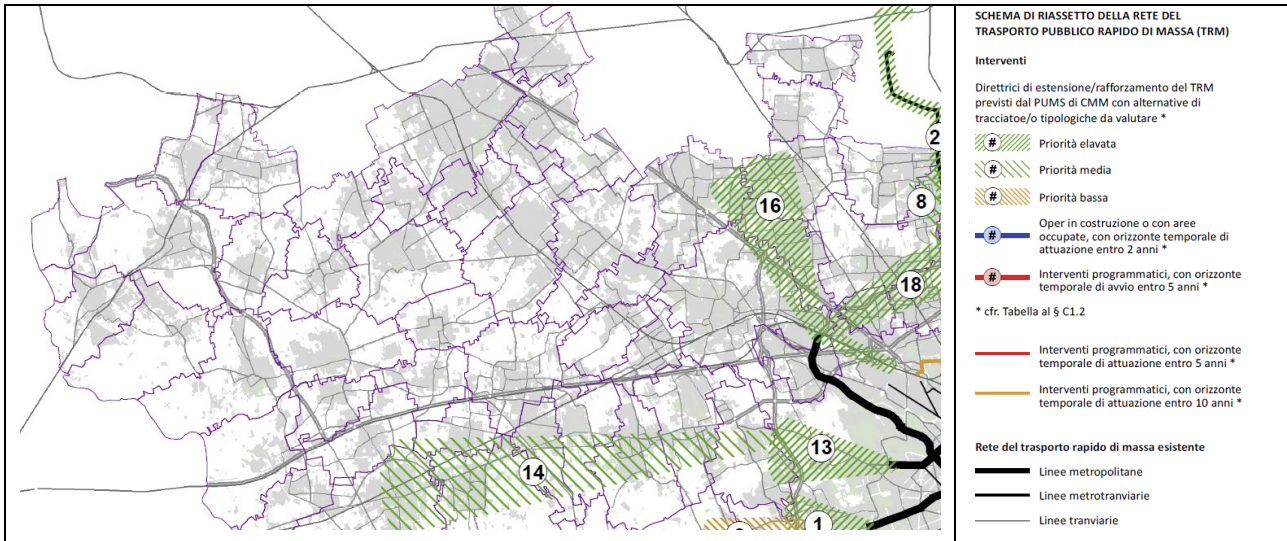 SCHEMA DI RIASSETTO DELLA RETE DEL
TRASPORTO PUBBLICO RAPIDO DI MASSA (TRM)
Interventi
Direttrici di estensione/rafforzamento del TRM
previsti dal PUMS di CMM con alternative di
tracciatoe/o tipologiche da valutare *
# Priorità elavata
# Priorità media
# Priorità bassa
# Oper in costruzione o con aree
occupate, con orizzonte temporale di
attuazione entro 2 anni *
# Interventi programmatici, con orizzonte
temporale di avvio entro 5 anni *
* cfr. Tabella al § C1.2
Interventi programmatici, con orizzonte
temporale di attuazione entro 5 anni *
Interventi programmatici, con orizzonte
temporale di attuazione entro 10 anni *
Rete del trasporto rapido di massa esistente
Linee metropolitane
Linee metrotranviarie
Linee tranviarie
2
16
8
18
13
14
1